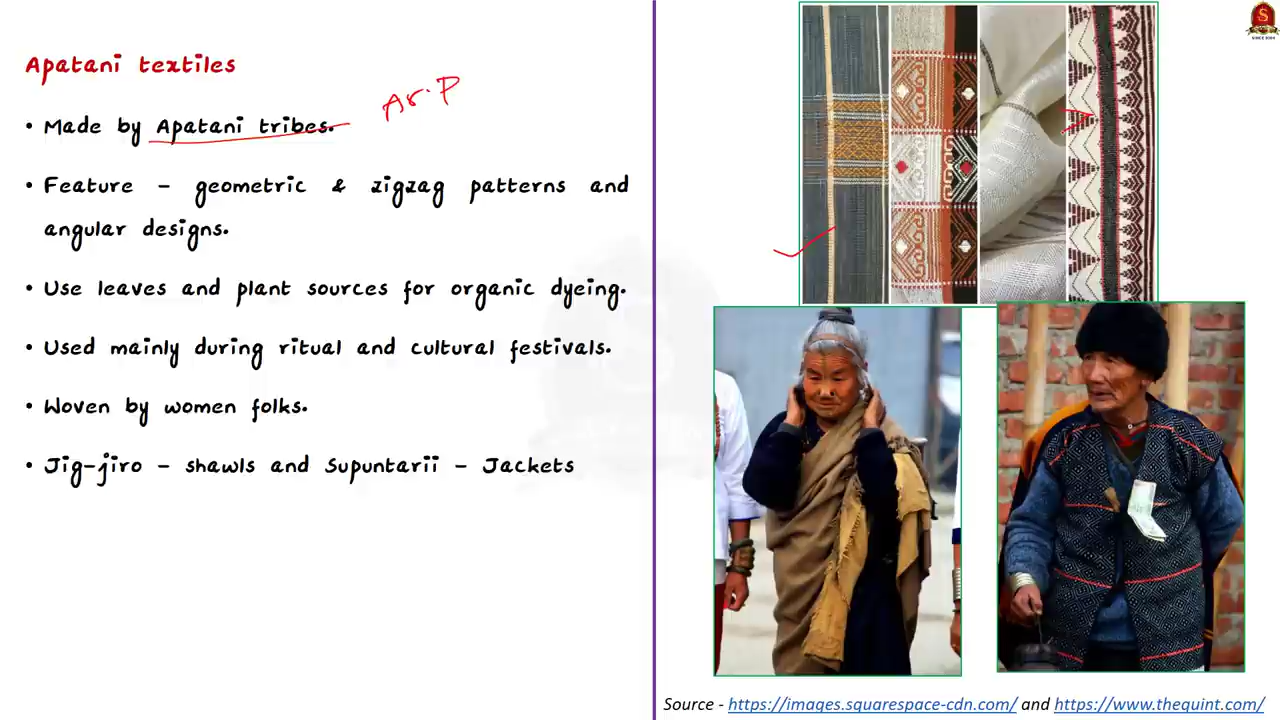 Apatani textiles
Ar.P
• Made by Apatani tribes.
• Feature - geometric & zigzag patterns and
angular designs.
• Use leaves and plant sources for organic dyeing.
• Used mainly during ritual and cultural festivals.
• Woven by women folks.
• Jig-jiro - shawls and Supuntarii - Jackets
S
SINCE 2004
Source - https://images.squarespace-cdn.com/ and https://www.thequint.com/